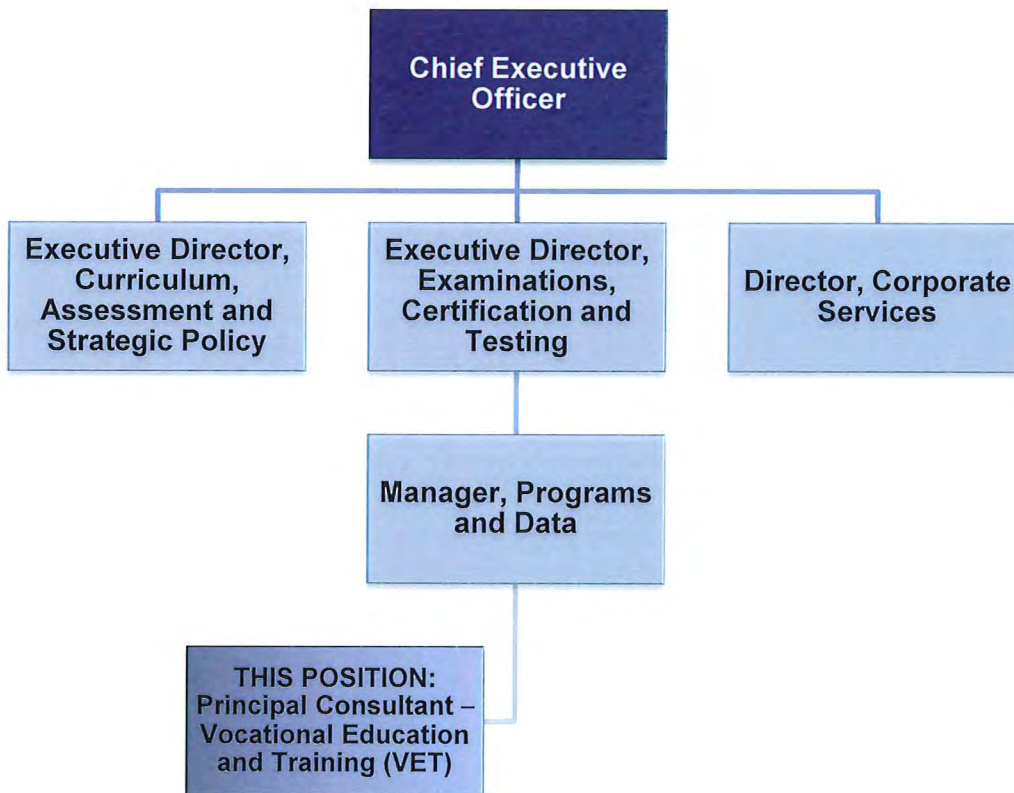 Chief Executive
Officer
Executive Director,
Curriculum,
Assessment and
Strategic Policy
Executive Director,
Examinations,
Certification and
Testing
Director, Corporate
Services
Manager, Programs
and Data
THIS POSITION:
Principal Consultant –
Vocational Education
and Training (VET)